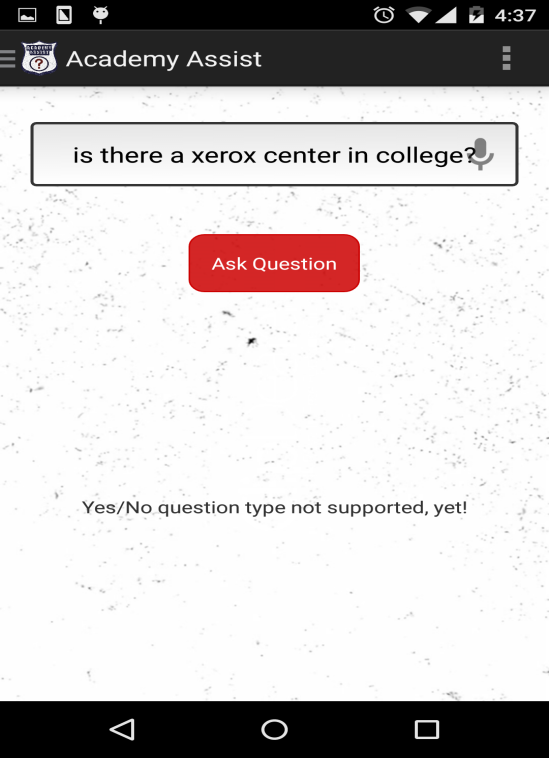 4:37
ACADEMY
ASSIST
?
Academy Assist
is there a xerox center in college?
Ask Question
Yes/No question type not supported, yet!